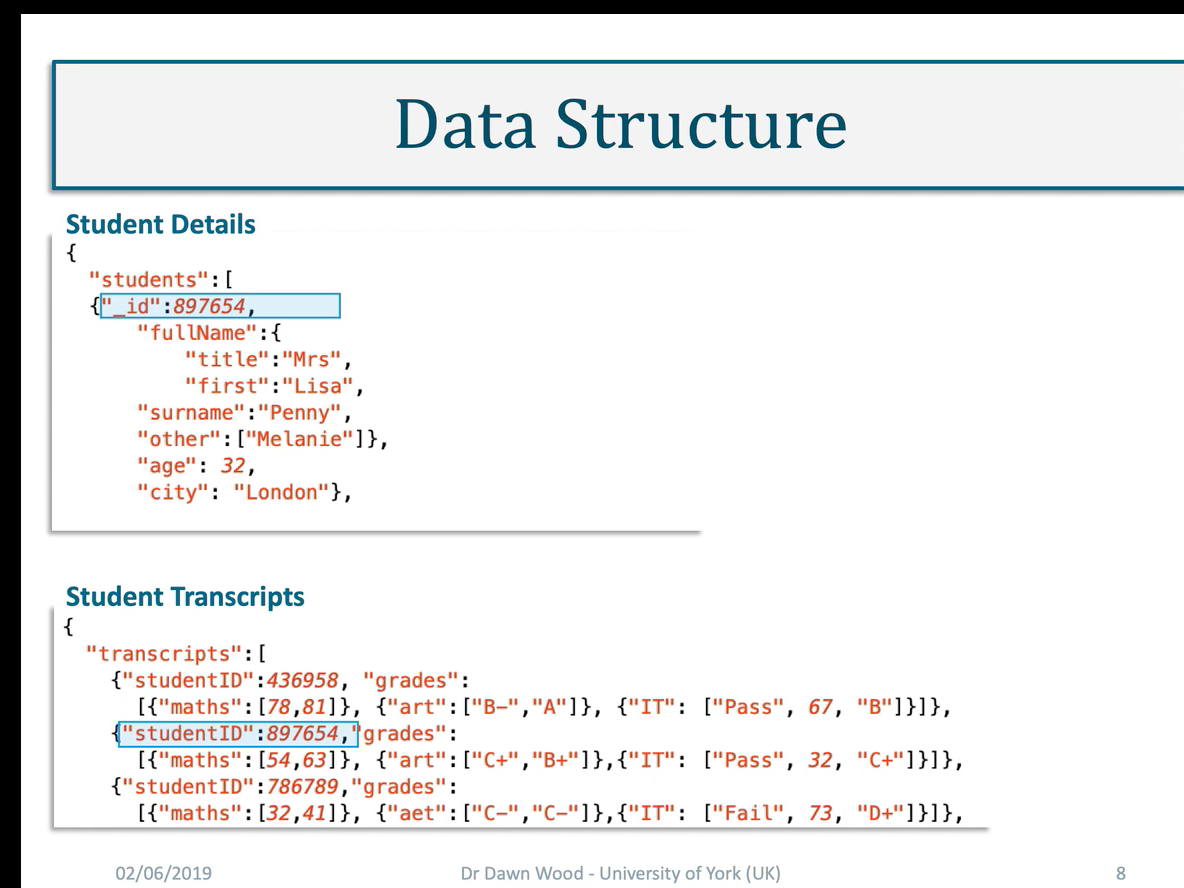 Data Structure
Student Details
{
"students":[
{"_id":897654,
"fullName":{
"title":"Mrs",
"first":"Lisa",
"surname":"Penny",
"other":["Melanie"]},
"age": 32,
"city": "London"},
Student Transcripts
{
"transcripts":[
{"studentID":436958, "grades":
[{"maths":[78,81]}, {"art":["B-","A"]}, {"IT": ["Pass", 67, "B"]}]},
{"studentID":897654,"grades":
[{"maths":[54,63]}, {"art":["C+","B+"]},{"IT": ["Pass", 32, "C+"]}]},
{"studentID":786789,"grades":
[{"maths":[32,41]}, {"aet":["C-","C-"]},{"IT": ["Fail", 73, "D+"]}]},
02/06/2019
Dr Dawn Wood - University of York (UK)
8